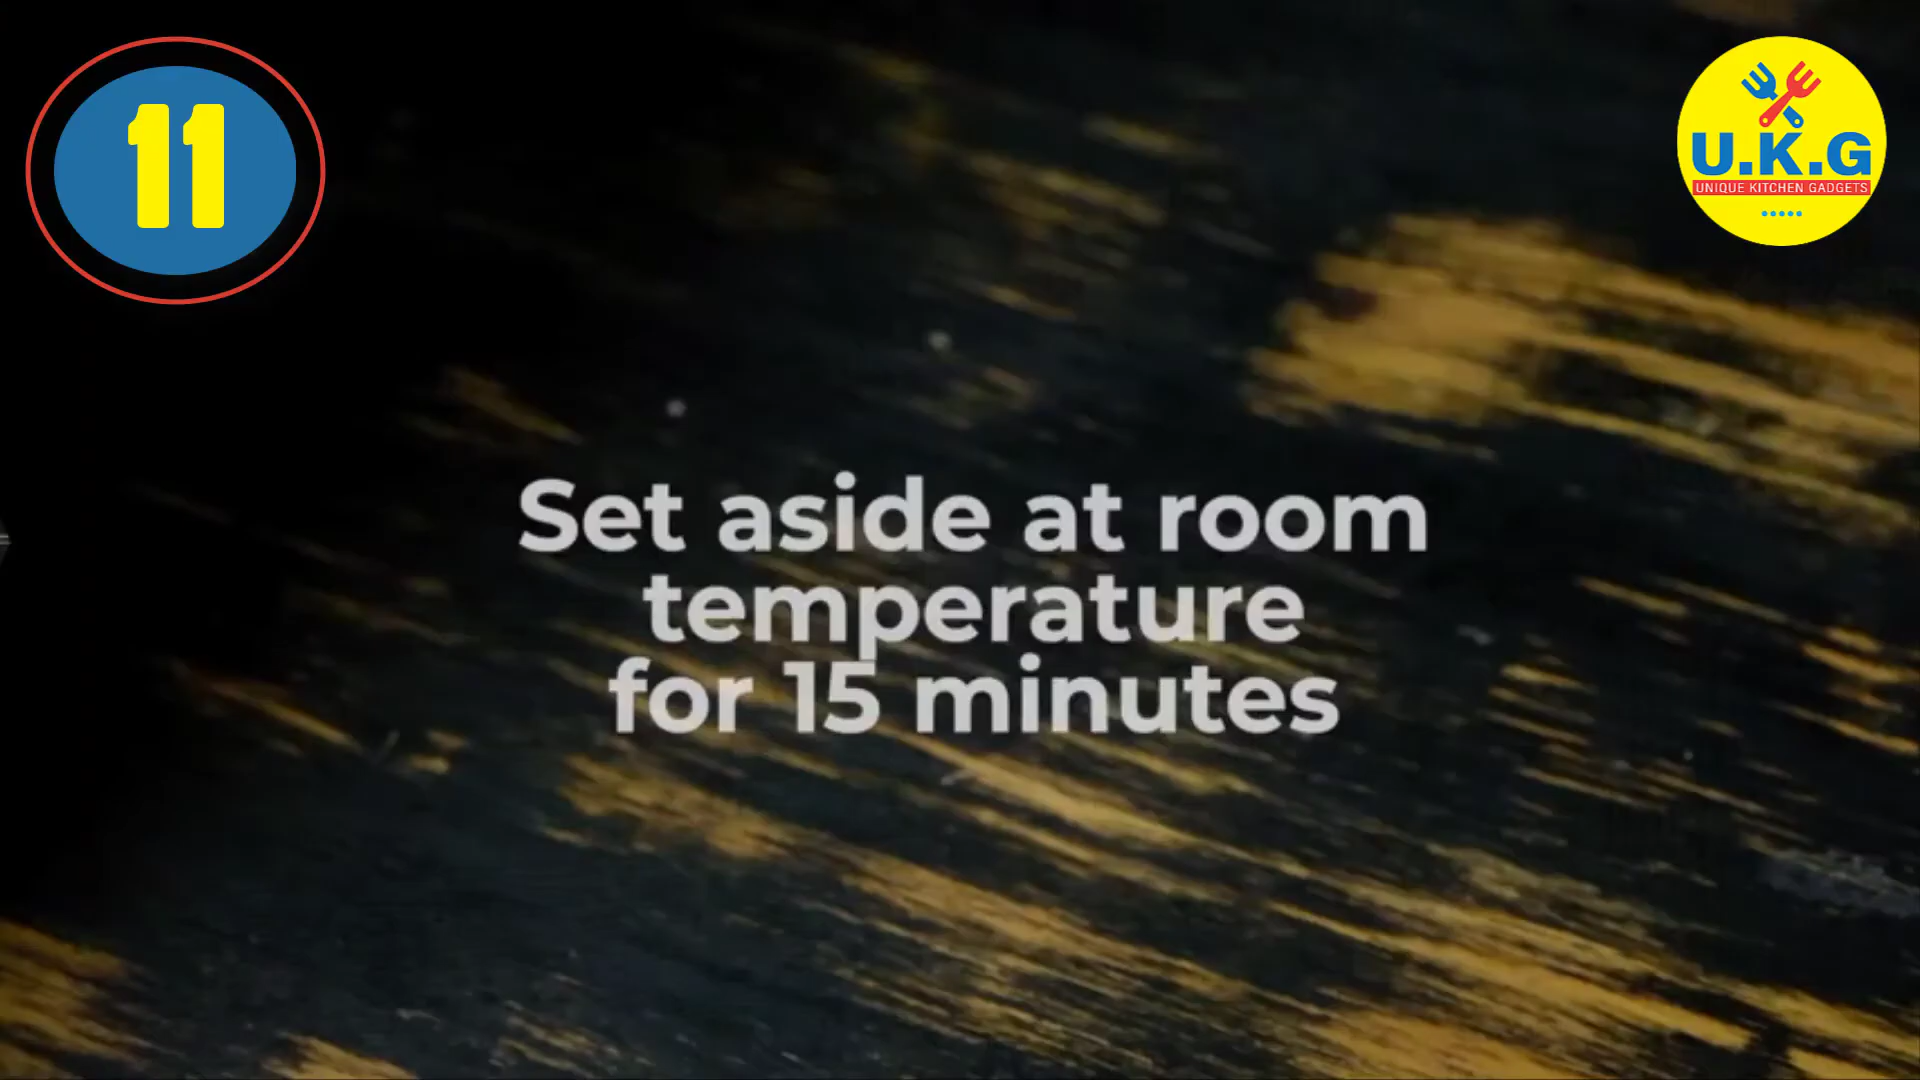 11
U.K.G
UNIQUE KITCHEN GADGETS
Set aside at room
temperature
for 15 minutes